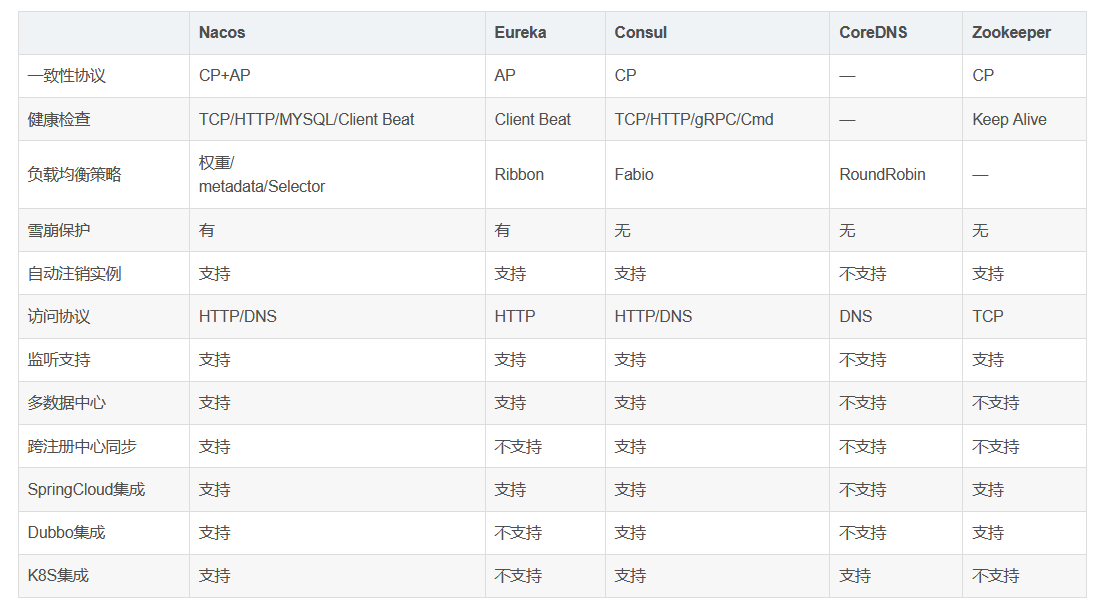 Nacos Eureka Consul CoreDNS Zookeeper
一致性协议 CP+AP AP CP — CP
健康检查 TCP/HTTP/MYSQL/Client Beat Client Beat TCP/HTTP/gRPC/Cmd — Keep Alive
负载均衡策略 权重/
metadata/Selector Ribbon Fabio RoundRobin —
雪崩保护 有 有 无 无 无
自动注销实例 支持 支持 支持 不支持 支持
访问协议 HTTP/DNS HTTP HTTP/DNS DNS TCP
监听支持 支持 支持 支持 不支持 支持
多数据中心 支持 支持 支持 不支持 不支持
跨注册中心同步 支持 不支持 支持 不支持 不支持
SpringCloud集成 支持 支持 支持 不支持 支持
Dubbo集成 支持 不支持 支持 不支持 支持
K8S集成 支持 不支持 支持 支持 不支持